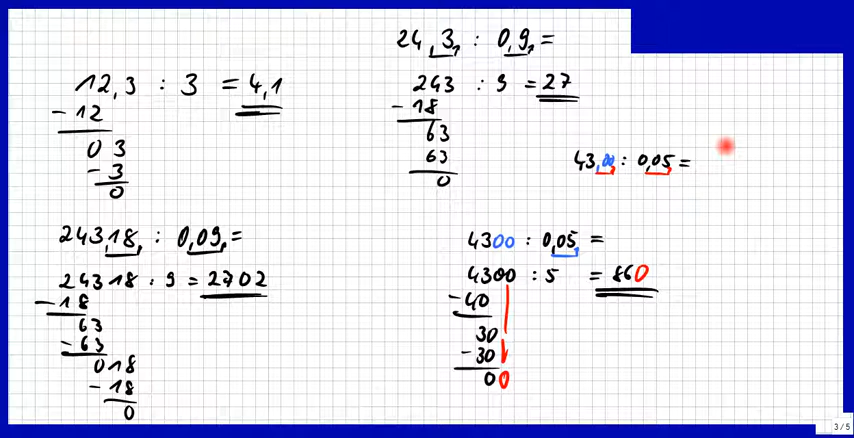 12,3 : 3 = 4,1
- 12
0 3
- 3
0
24,3, : 0,9, =
243 : 9 = 27
- 18
63
63
0
43,00 : 0,05 =
243,18, : 0,09, =
24318 : 9 = 2702
- 18
63
- 63
018
- 18
0
4300 : 0,05 =
4300 : 5 = 860
- 40
30
- 30
00
3 / 5